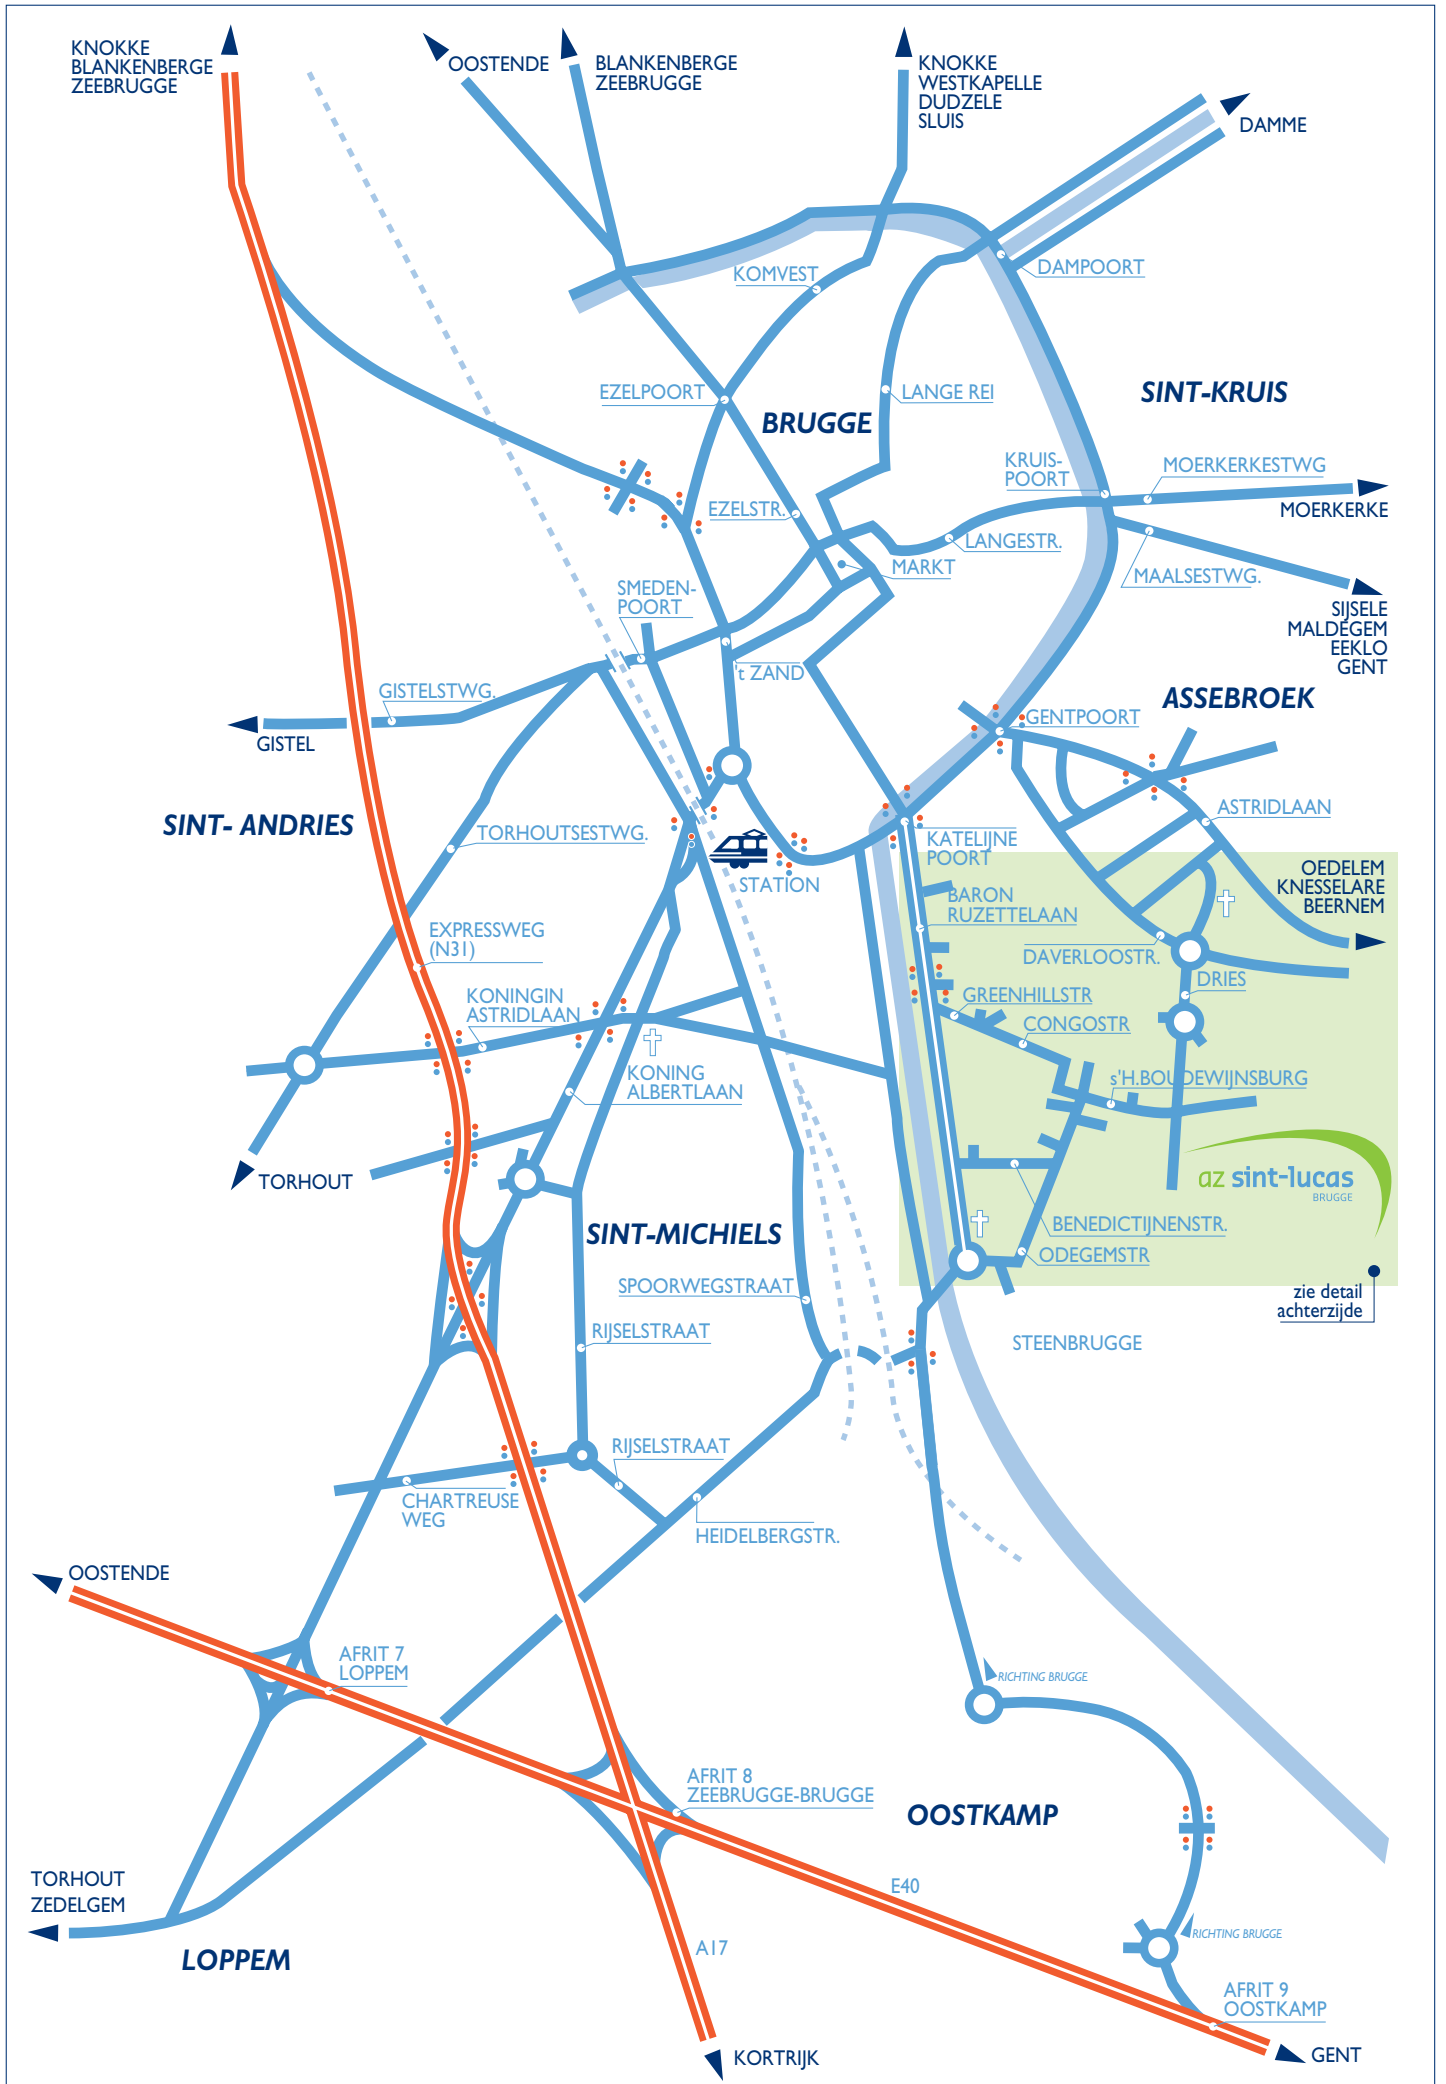 KNOKKE
BLANKENBERGE
ZEEBRUGGE
OOSTENDE
BLANKENBERGE
ZEEBRUGGE
KNOKKE
WESTKAPELLE
DUDZELE
SLUIS
DAMME
KOMVEST
DAMPOORT
EZELPOORT
BRUGGE
LANGE REI
SINT-KRUIS
KRUIS-
POORT
MOERKERKESTWG
MOERKERKE
EZELSTR.
LANGESTR.
MARKT
MAALSESTWG.
SMEDEN-
POORT
SIJSELE
MALDEGEM
EEKLO
GENT
't ZAND
GISTELSTWG.
GISTEL
ASSEBROEK
GENTPOORT
SINT- ANDRIES
TORHOUTSESTWG.
STATION
KATELIJNE
POORT
ASTRIDLAAN
OEDELEM
KNESSELARE
BEERNEM
BARON
RUZETTELAAN
EXPRESSWEG
(N31)
DAVERLOOSTR.
DRIES
KONINGIN
ASTRIDLAAN
GREENHILLSTR
CONGOSTR
KONING
ALBERTLAAN
s'H.BOUDEWIJNSBURG
TORHOUT
az sint-lucas
BRUGGE
SINT-MICHIELS
BENEDICTIJNENSTR.
ODEGEMSTR
SPOORWEGSTRAAT
zie detail
achterzijde
RIJSELSTRAAT
STEENBRUGGE
RIJSELSTRAAT
CHARTREUSE
WEG
HEIDELBERGSTR.
OOSTENDE
AFRIT 7
LOPPEM
RICHTING BRUGGE
AFRIT 8
ZEEBRUGGE-BRUGGE
OOSTKAMP
TORHOUT
ZEDELGEM
E40
RICHTING BRUGGE
LOPPEM
A17
AFRIT 9
OOSTKAMP
KORTRIJK
GENT